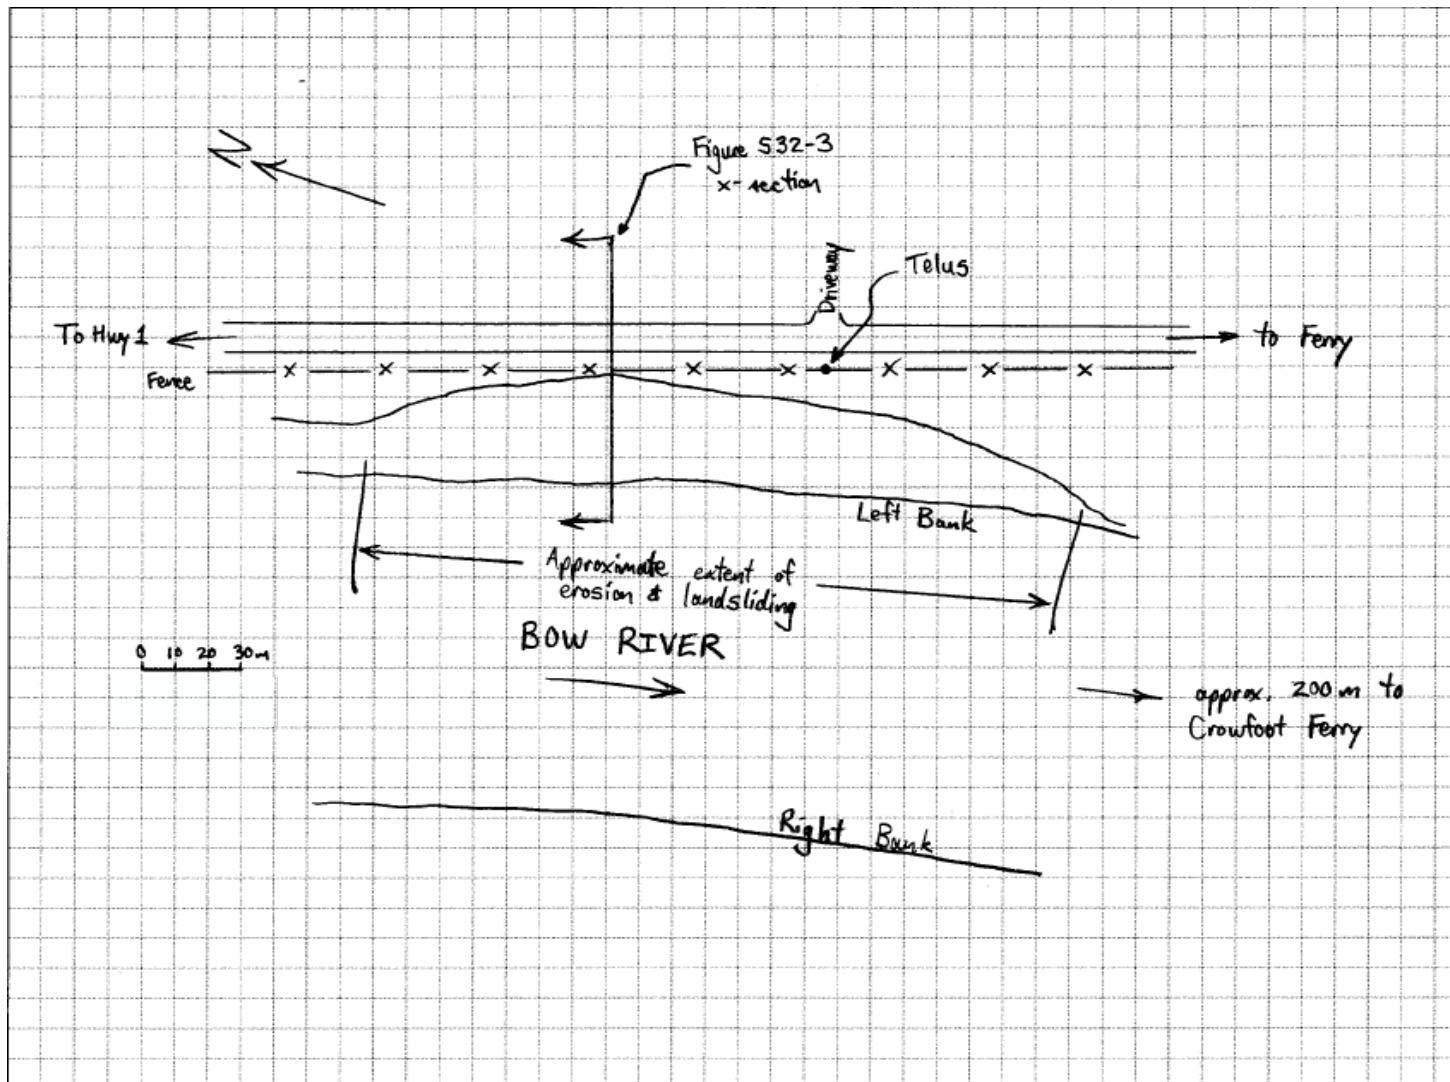 N
Figure S32-3
x-section
Driveway
Telus
To Hwy 1
to Ferry
Fence
Left Bank
Approximate extent of
erosion & landsliding
BOW RIVER
0 10 20 30m
approx. 200 m to
Crowfoot Ferry
Right Bank